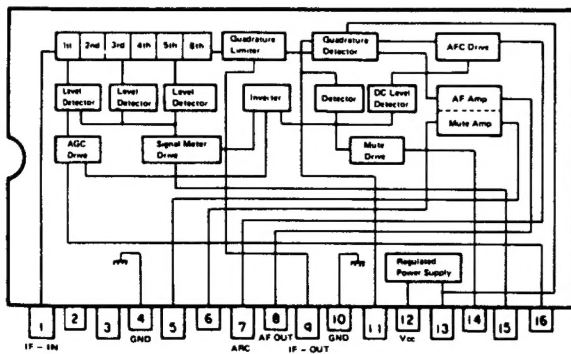 1st 2nd 3rd 4th 5th 6th
Quadrature
Limiter
Quadrature
Detector
AFC Drive
Level
Detector
Level
Detector
Level
Detector
Inverter
Detector
DC Level
Detector
AF Amp
Mute Amp
AGC
Drive
Signal Meter
Drive
Mute
Drive
Regulated
Power Supply
1 2 3 4 5 6 7 8 9 10 11 12 13 14 15 16
IF - IN
GND
ARC
AF OUT
IF - OUT
GND
Vcc